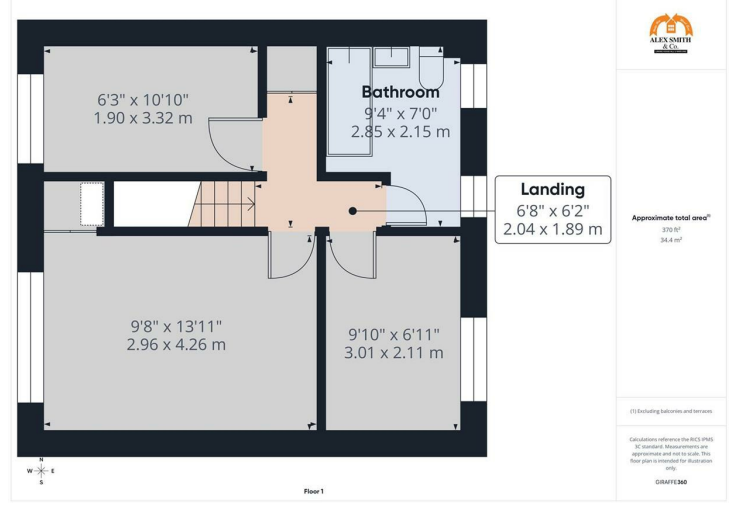 6'3" x 10'10"
1.90 x 3.32 m
Bathroom
9'4" x 7'0"
2.85 x 2.15 m
Landing
6'8" x 6'2"
2.04 x 1.89 m
9'8" x 13'11"
2.96 x 4.26 m
9'10" x 6'11"
3.01 x 2.11 m
N
W E
S
Floor 1
ALEX SMITH
& Co.
Approximate total area⁽¹⁾
370 ft²
34.4 m²
(1) Excluding balconies and terraces
Calculations reference the RICS IPMS
3C standard. Measurements are
approximate and not to scale. This
floor plan is intended for illustration
only.
GIRAFFE360